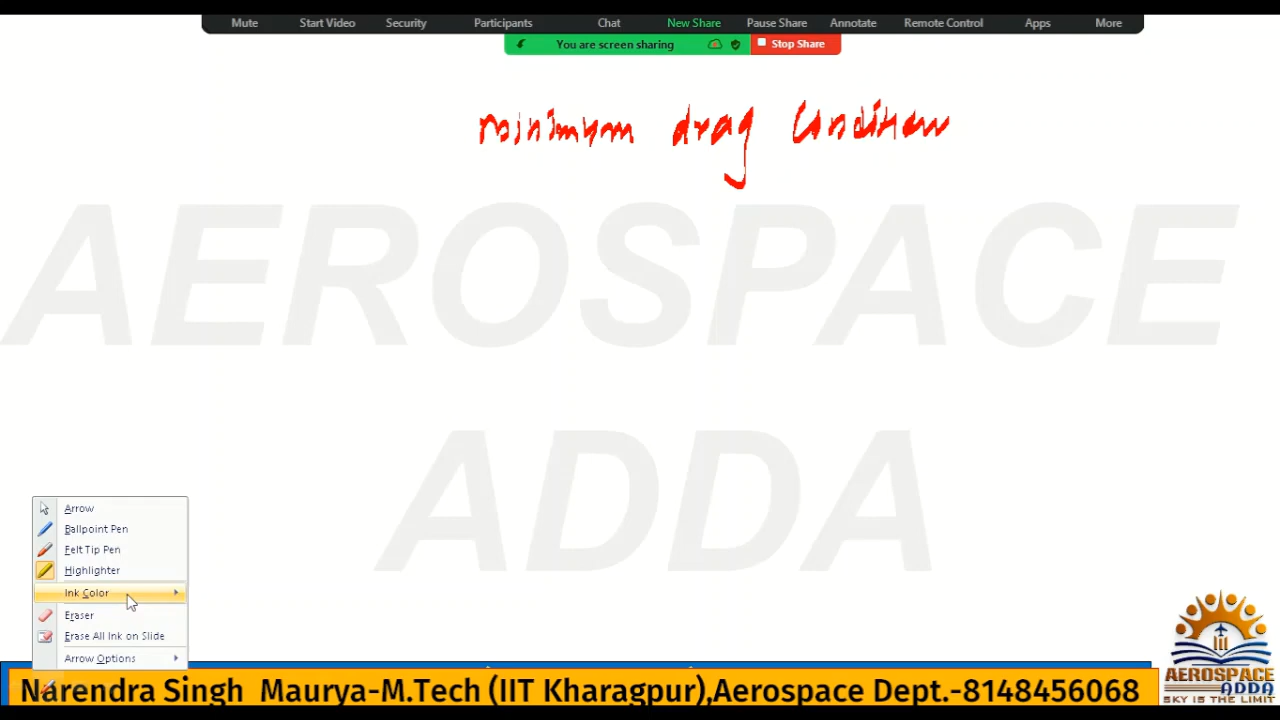 Mute Start Video Security Participants Chat New Share Pause Share Annotate Remote Control Apps More
You are screen sharing Stop Share
minimum drag condition
AEROSPACE
ADDA
Arrow
Ballpoint Pen
Felt Tip Pen
Highlighter
Ink Color
Eraser
Erase All Ink on Slide
Arrow Options
Narendra Singh Maurya-M.Tech (IIT Kharagpur),Aerospace Dept.-8148456068
AEROSPACE
ADDA
SKY IS THE LIMIT